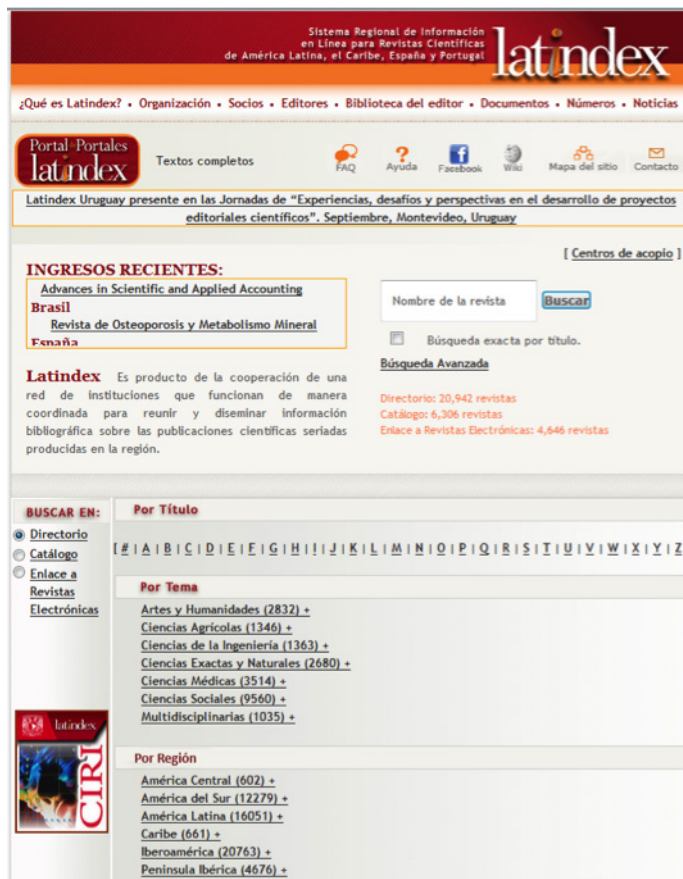 Sistema Regional de Información
en Línea para Revistas Científicas
de América Latina, el Caribe, España y Portugal
latindex
¿Qué es Latindex? • Organización • Socios • Editores • Biblioteca del editor • Documentos • Números • Noticias
Portal de Portales
latindex
Textos completos
FAQ
Ayuda
Facebook
Wiki
Mapa del sitio
Contacto
Latindex Uruguay presente en las Jornadas de “Experiencias, desafíos y perspectivas en el desarrollo de proyectos
editoriales científicos”. Septiembre, Montevideo, Uruguay
[ Centros de acopio ]
INGRESOS RECIENTES:
Advances in Scientific and Applied Accounting
Brasil
Revista de Osteoporosis y Metabolismo Mineral
España
Nombre de la revista
Buscar
Búsqueda exacta por título.
Búsqueda Avanzada
Directorio: 20,942 revistas
Catálogo: 6,306 revistas
Enlace a Revistas Electrónicas: 4,646 revistas
Latindex Es producto de la cooperación de una
red de instituciones que funcionan de manera
coordinada para reunir y diseminar información
bibliográfica sobre las publicaciones científicas seriadas
producidas en la región.
BUSCAR EN:
Directorio
Catálogo
Enlace a
Revistas
Electrónicas
latindex
CIRI
Por Título
[ # | A | B | C | D | E | F | G | H | I | J | K | L | M | N | O | P | Q | R | S | T | U | V | W | X | Y | Z
Por Tema
Artes y Humanidades (2832) +
Ciencias Agrícolas (1346) +
Ciencias de la Ingeniería (1363) +
Ciencias Exactas y Naturales (2680) +
Ciencias Médicas (3514) +
Ciencias Sociales (9560) +
Multidisciplinarias (1035) +
Por Región
América Central (602) +
América del Sur (12279) +
América Latina (16051) +
Caribe (661) +
Iberoamérica (20763) +
Peninsula Ibérica (4676) +